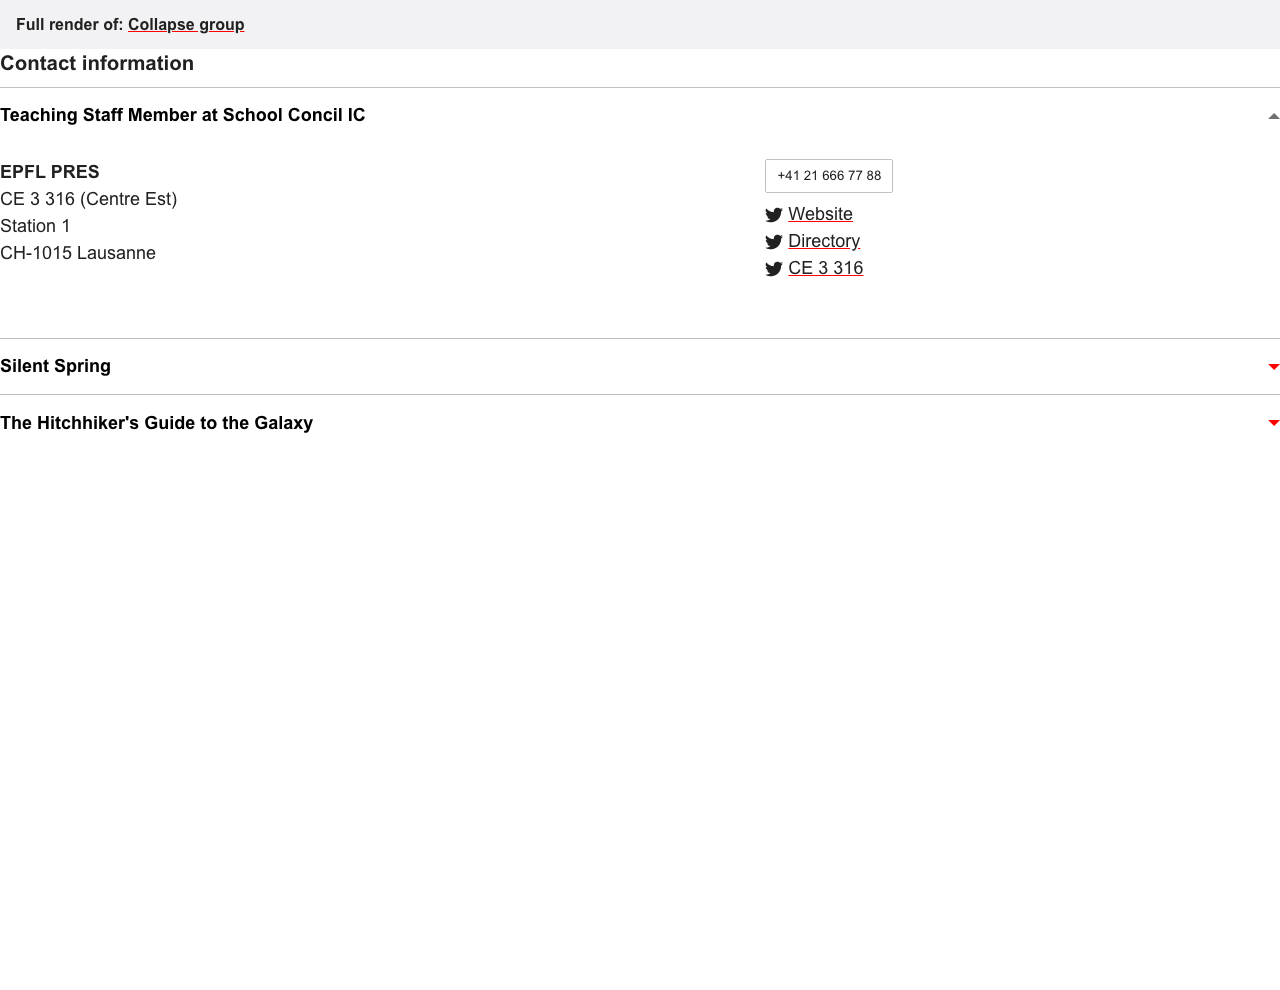 Full render of: Collapse group
Contact information
Teaching Staff Member at School Concil IC
EPFL PRES
CE 3 316 (Centre Est)
Station 1
CH-1015 Lausanne
+41 21 666 77 88
Website
Directory
CE 3 316
Silent Spring
The Hitchhiker's Guide to the Galaxy